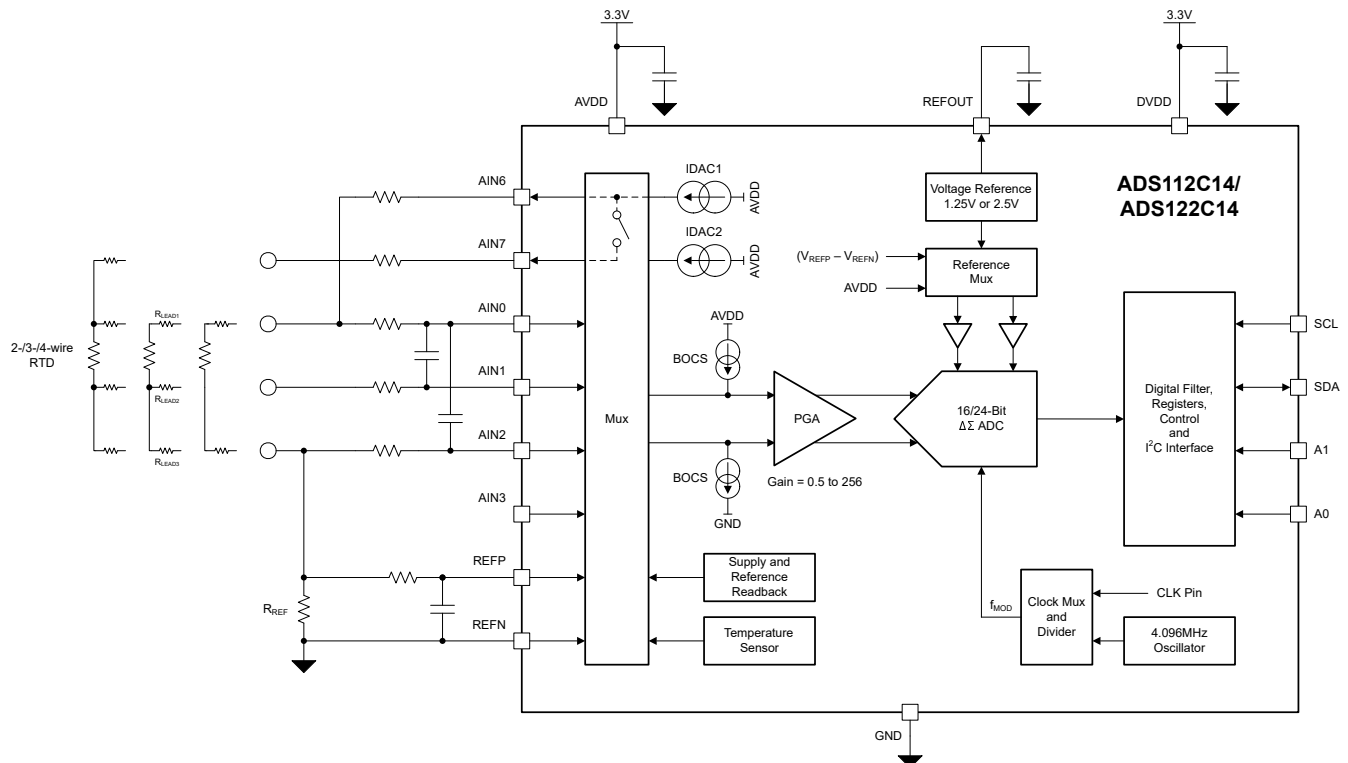 3.3V
3.3V
AVDD
REFOUT
DVDD
AIN6
IDAC1
AVDD
Voltage Reference
1.25V or 2.5V
ADS112C14/
ADS122C14
AIN7
IDAC2
AVDD
(VREFP – VREFN)
AVDD
Reference
Mux
2-/3-/4-wire
RTD
RLEAD1
RLEAD2
RLEAD3
AIN0
AIN1
AIN2
AIN3
Mux
AVDD
BOCS
BOCS
GND
PGA
Gain = 0.5 to 256
16/24-Bit
ΔΣ ADC
Digital Filter,
Registers,
Control
and
I²C Interface
SCL
SDA
A1
A0
REFP
REFN
RREF
Supply and
Reference
Readback
Temperature
Sensor
fMOD
Clock Mux
and
Divider
CLK Pin
4.096MHz
Oscillator
GND